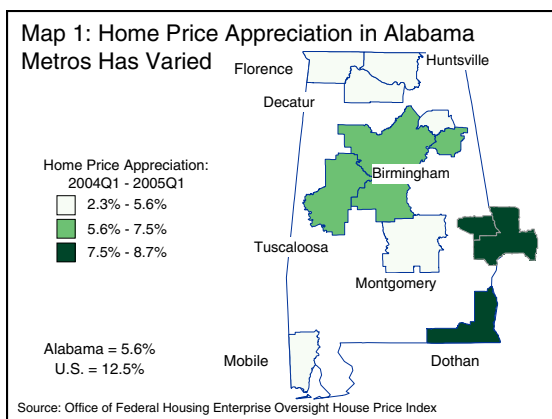 Map 1: Home Price Appreciation in Alabama
Metros Has Varied
Florence
Huntsville
Decatur
Home Price Appreciation:
2004Q1 - 2005Q1
2.3% - 5.6%
5.6% - 7.5%
7.5% - 8.7%
Birmingham
Tuscaloosa
Montgomery
Alabama = 5.6%
U.S. = 12.5%
Mobile
Dothan
Source: Office of Federal Housing Enterprise Oversight House Price Index